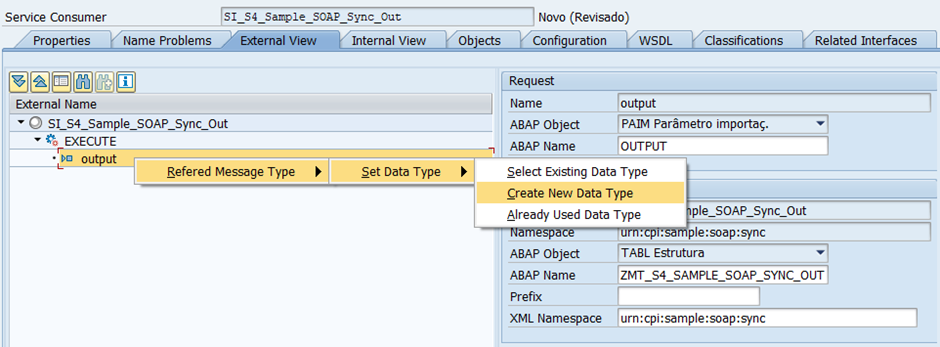 Service Consumer SI_S4_Sample_SOAP_Sync_Out Novo (Revisado)
Properties Name Problems External View Internal View Objects Configuration WSDL Classifications Related Interfaces
External Name
SI_S4_Sample_SOAP_Sync_Out
EXECUTE
output
Refered Message Type
Set Data Type
Select Existing Data Type
Create New Data Type
Already Used Data Type
Request
Name output
ABAP Object PAIM Parâmetro importaç.
ABAP Name OUTPUT
ple_SOAP_Sync_Out
Namespace urn:cpi:sample:soap:sync
ABAP Object TABL Estrutura
ABAP Name ZMT_S4_SAMPLE_SOAP_SYNC_OUT
Prefix
XML Namespace urn:cpi:sample:soap:sync